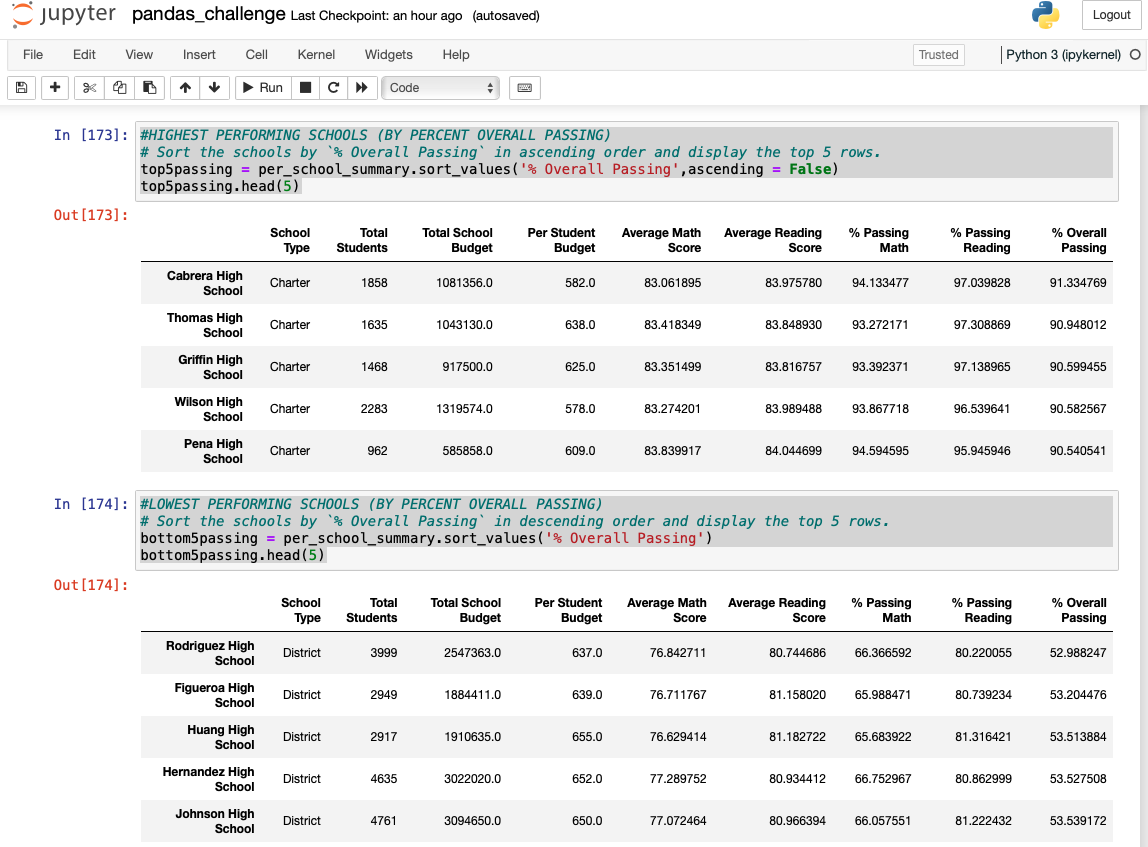 jupyter pandas_challenge Last Checkpoint: an hour ago (autosaved) Logout
File Edit View Insert Cell Kernel Widgets Help Trusted Python 3 (ipykernel)
Run Code
In [173]: #HIGHEST PERFORMING SCHOOLS (BY PERCENT OVERALL PASSING)
# Sort the schools by `% Overall Passing` in ascending order and display the top 5 rows.
top5passing = per_school_summary.sort_values('% Overall Passing',ascending = False)
top5passing.head(5)
Out[173]:
School Total Total School Per Student Average Math Average Reading % Passing % Passing % Overall
Type Students Budget Budget Score Score Math Reading Passing
Cabrera High
School Charter 1858 1081356.0 582.0 83.061895 83.975780 94.133477 97.039828 91.334769
Thomas High
School Charter 1635 1043130.0 638.0 83.418349 83.848930 93.272171 97.308869 90.948012
Griffin High
School Charter 1468 917500.0 625.0 83.351499 83.816757 93.392371 97.138965 90.599455
Wilson High
School Charter 2283 1319574.0 578.0 83.274201 83.989488 93.867718 96.539641 90.582567
Pena High
School Charter 962 585858.0 609.0 83.839917 84.044699 94.594595 95.945946 90.540541
In [174]: #LOWEST PERFORMING SCHOOLS (BY PERCENT OVERALL PASSING)
# Sort the schools by `% Overall Passing` in descending order and display the top 5 rows.
bottom5passing = per_school_summary.sort_values('% Overall Passing')
bottom5passing.head(5)
Out[174]:
School Total Total School Per Student Average Math Average Reading % Passing % Passing % Overall
Type Students Budget Budget Score Score Math Reading Passing
Rodriguez High
School District 3999 2547363.0 637.0 76.842711 80.744686 66.366592 80.220055 52.988247
Figueroa High
School District 2949 1884411.0 639.0 76.711767 81.158020 65.988471 80.739234 53.204476
Huang High
School District 2917 1910635.0 655.0 76.629414 81.182722 65.683922 81.316421 53.513884
Hernandez High
School District 4635 3022020.0 652.0 77.289752 80.934412 66.752967 80.862999 53.527508
Johnson High
School District 4761 3094650.0 650.0 77.072464 80.966394 66.057551 81.222432 53.539172